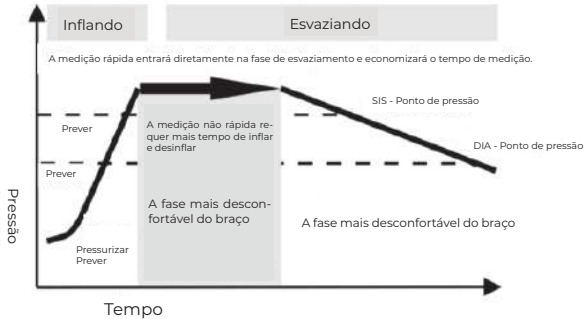 Inflando
Esvaziando
A medição rápida entrará diretamente na fase de esvaziamento e economizará o tempo de medição.
SIS - Ponto de pressão
Prever
A medição não rápida re-
quer mais tempo de inflar
e desinflar
DIA - Ponto de pressão
Prever
A fase mais descon-
fortável do braço
A fase mais desconfortável do braço
Pressão
Pressurizar
Prever
Tempo